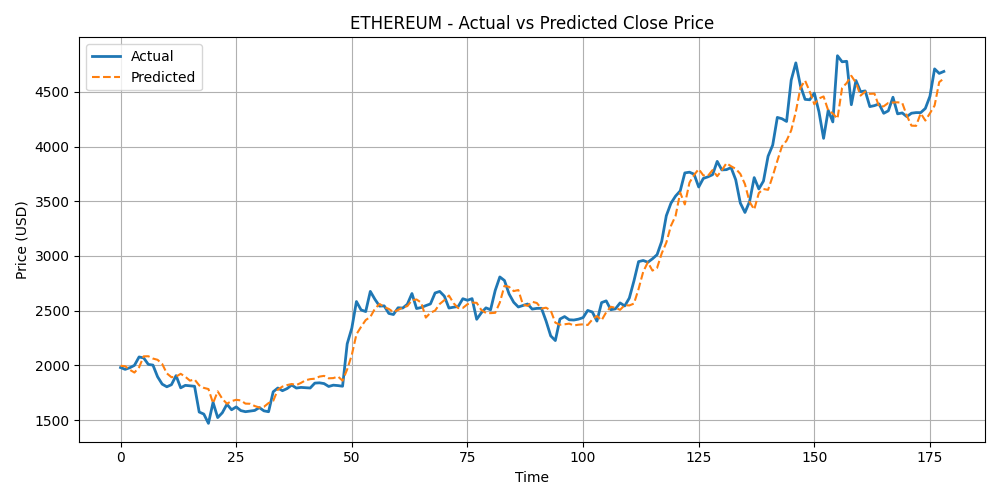 ETHEREUM - Actual vs Predicted Close Price
Actual
Predicted
Price (USD)
4500
4000
3500
3000
2500
2000
1500
0 25 50 75 100 125 150 175
Time